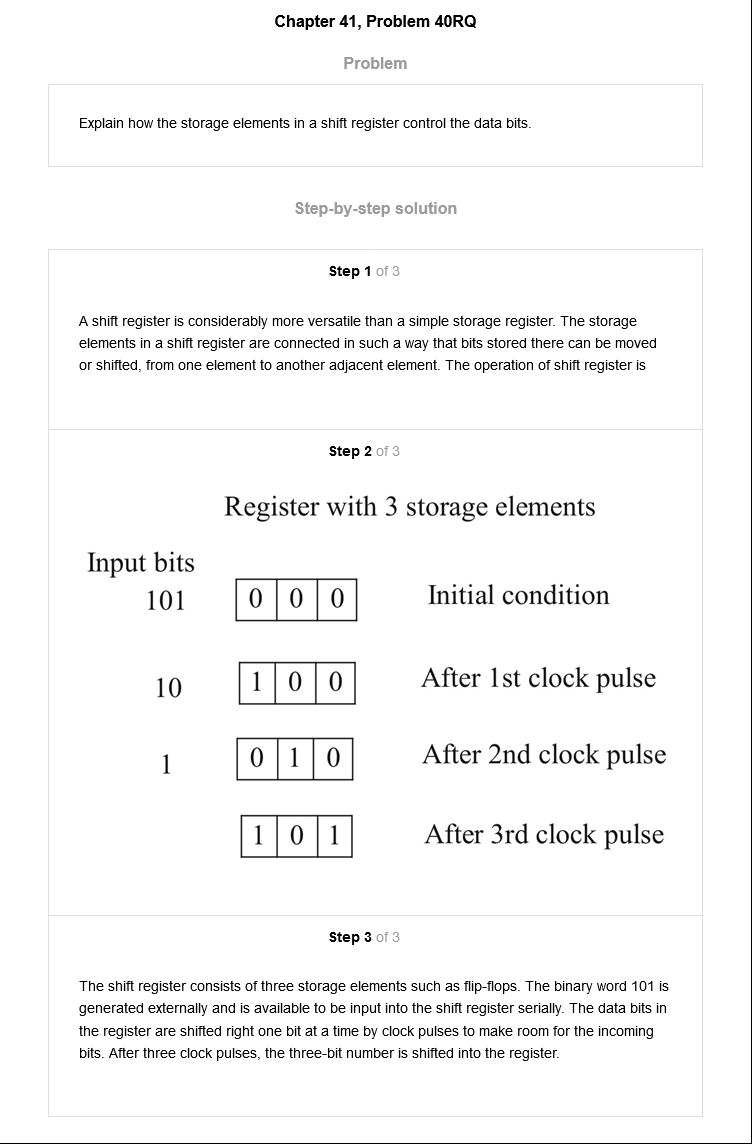 Chapter 41, Problem 40RQ
Problem
Explain how the storage elements in a shift register control the data bits.
Step-by-step solution
Step 1 of 3
A shift register is considerably more versatile than a simple storage register. The storage
elements in a shift register are connected in such a way that bits stored there can be moved
or shifted, from one element to another adjacent element. The operation of shift register is
Step 2 of 3
Register with 3 storage elements
Input bits
101 0 0 0 Initial condition
10 1 0 0 After 1st clock pulse
1 0 1 0 After 2nd clock pulse
1 0 1 After 3rd clock pulse
Step 3 of 3
The shift register consists of three storage elements such as flip-flops. The binary word 101 is
generated externally and is available to be input into the shift register serially. The data bits in
the register are shifted right one bit at a time by clock pulses to make room for the incoming
bits. After three clock pulses, the three-bit number is shifted into the register.